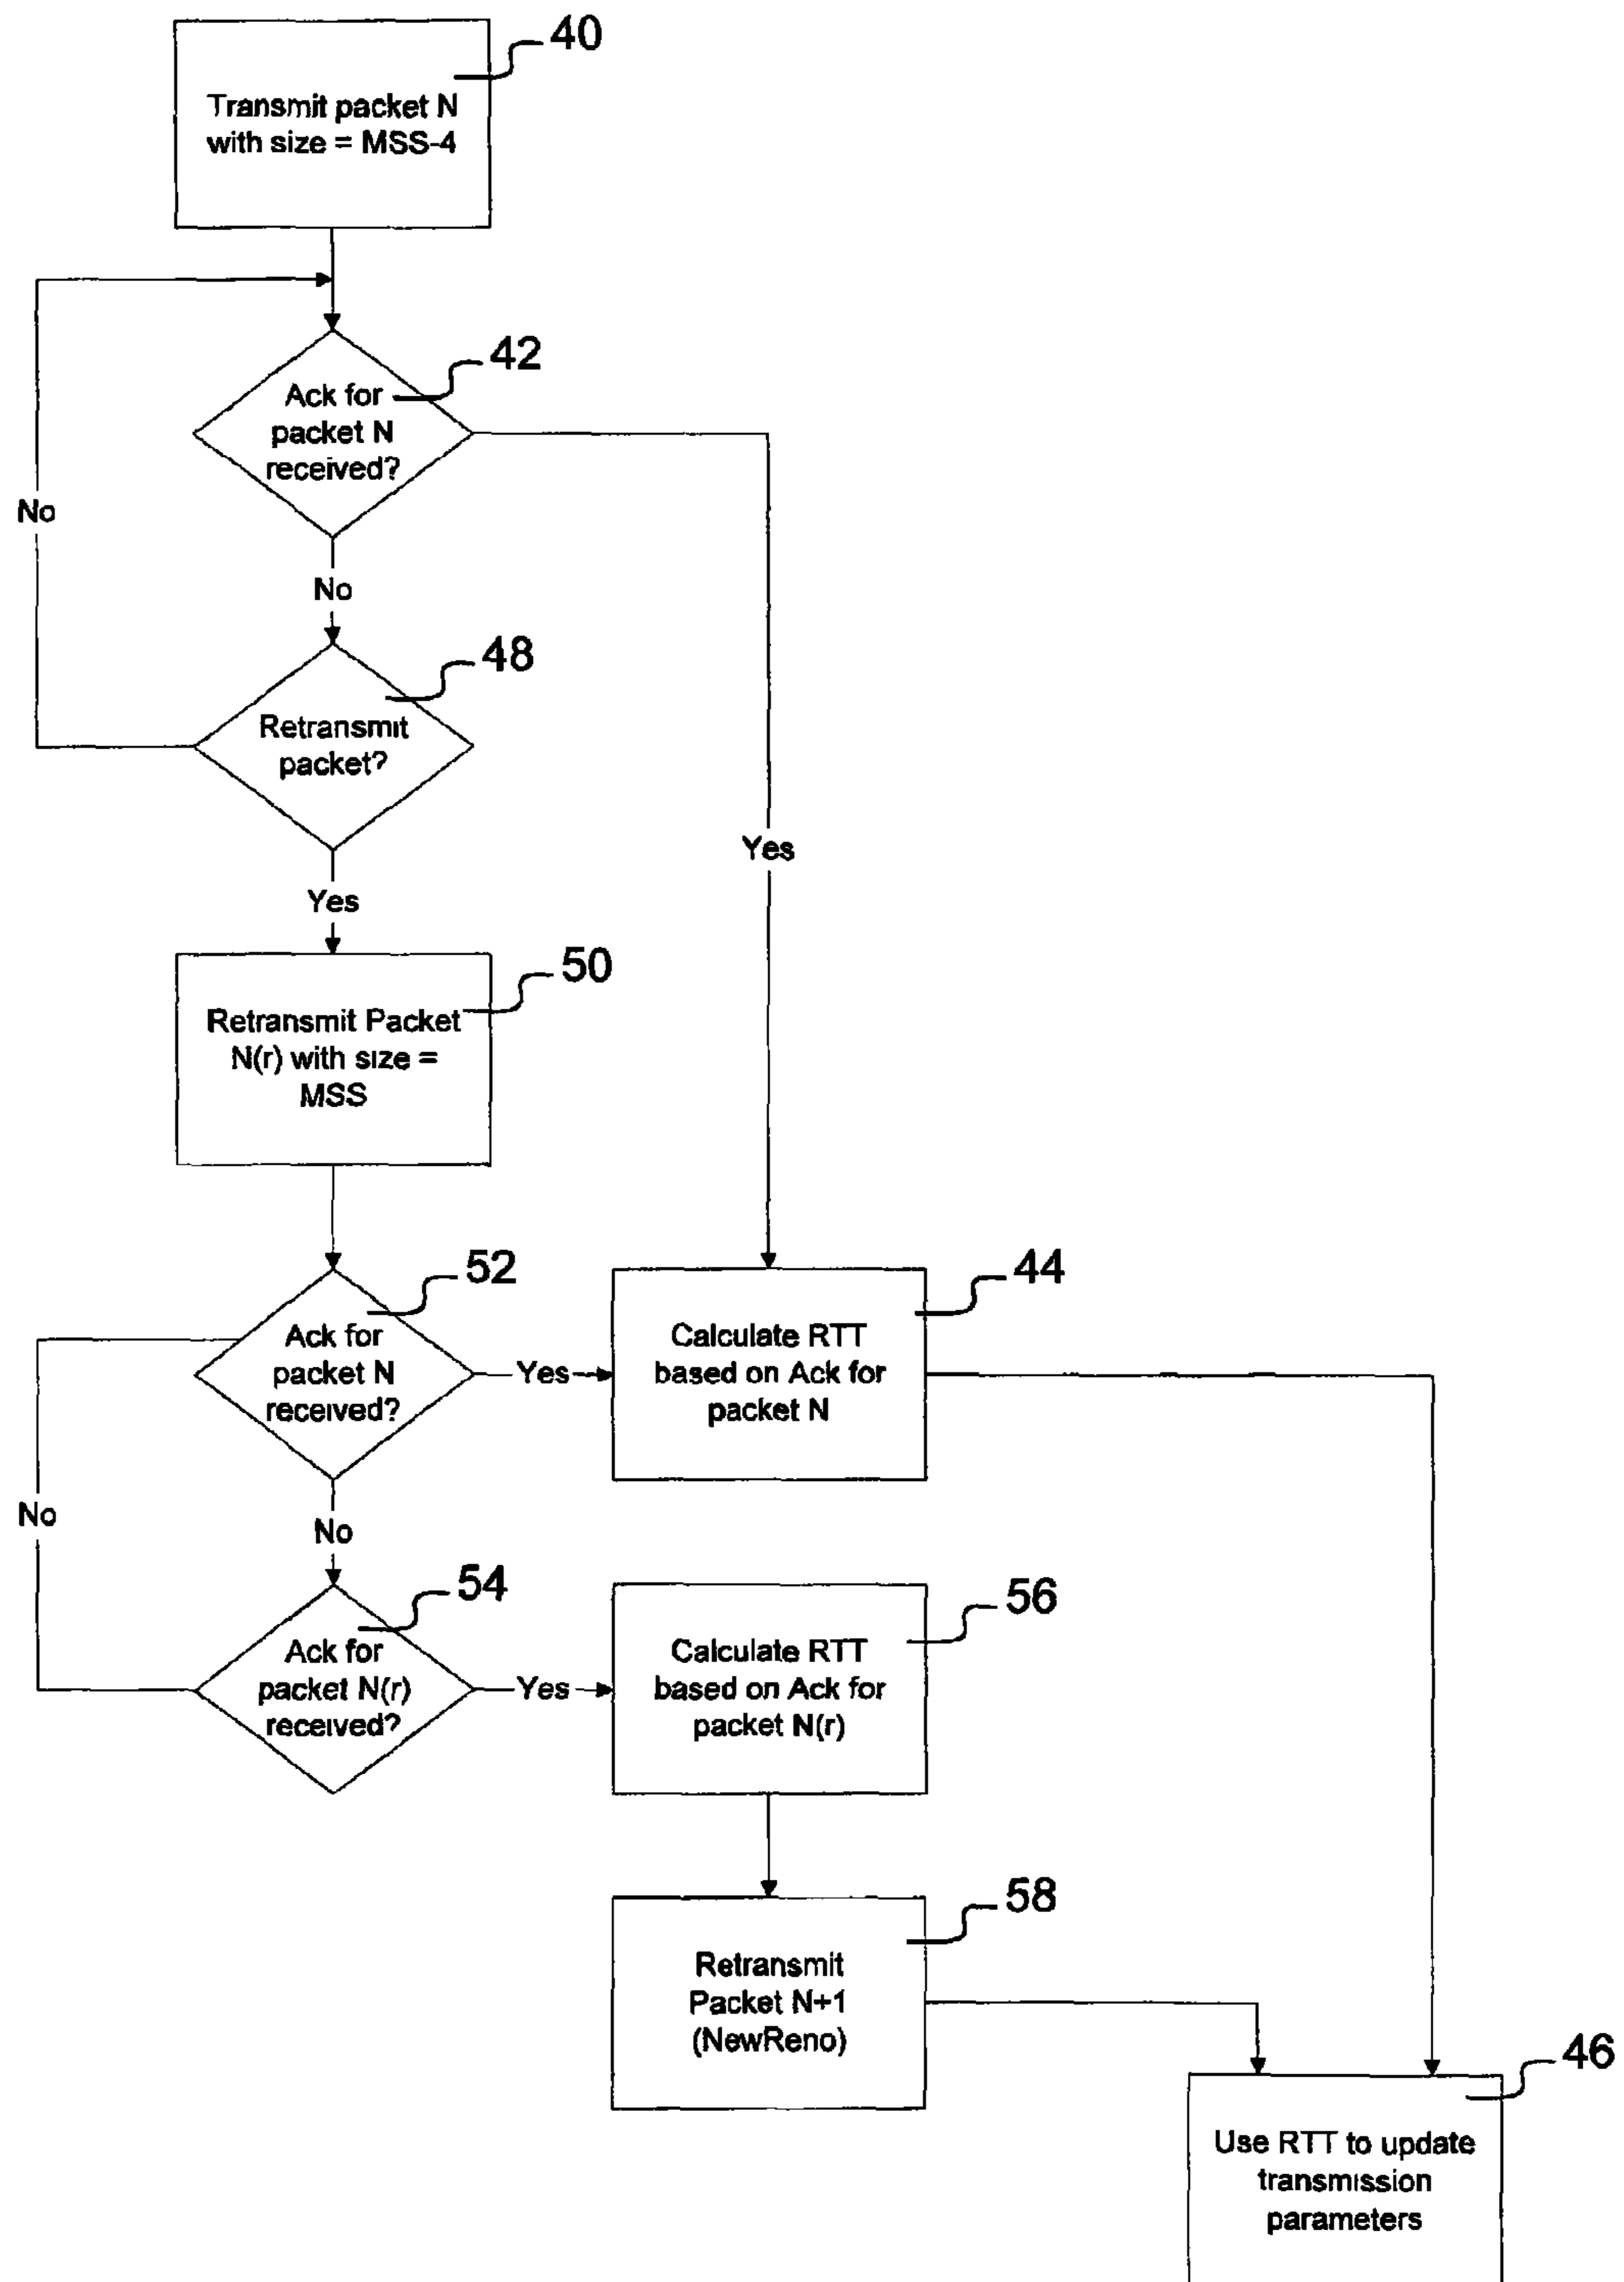 40
Transmit packet N
with size = MSS-4
42
Ack for
packet N
received?
No
No
48
Retransmit
packet?
Yes
Yes
50
Retransmit Packet
N(r) with size =
MSS
52
Ack for
packet N
received?
Yes
44
Calculate RTT
based on Ack for
packet N
No
No
54
Ack for
packet N(r)
received?
Yes
56
Calculate RTT
based on Ack for
packet N(r)
58
Retransmit
Packet N+1
(NewReno)
46
Use RTT to update
transmission
parameters